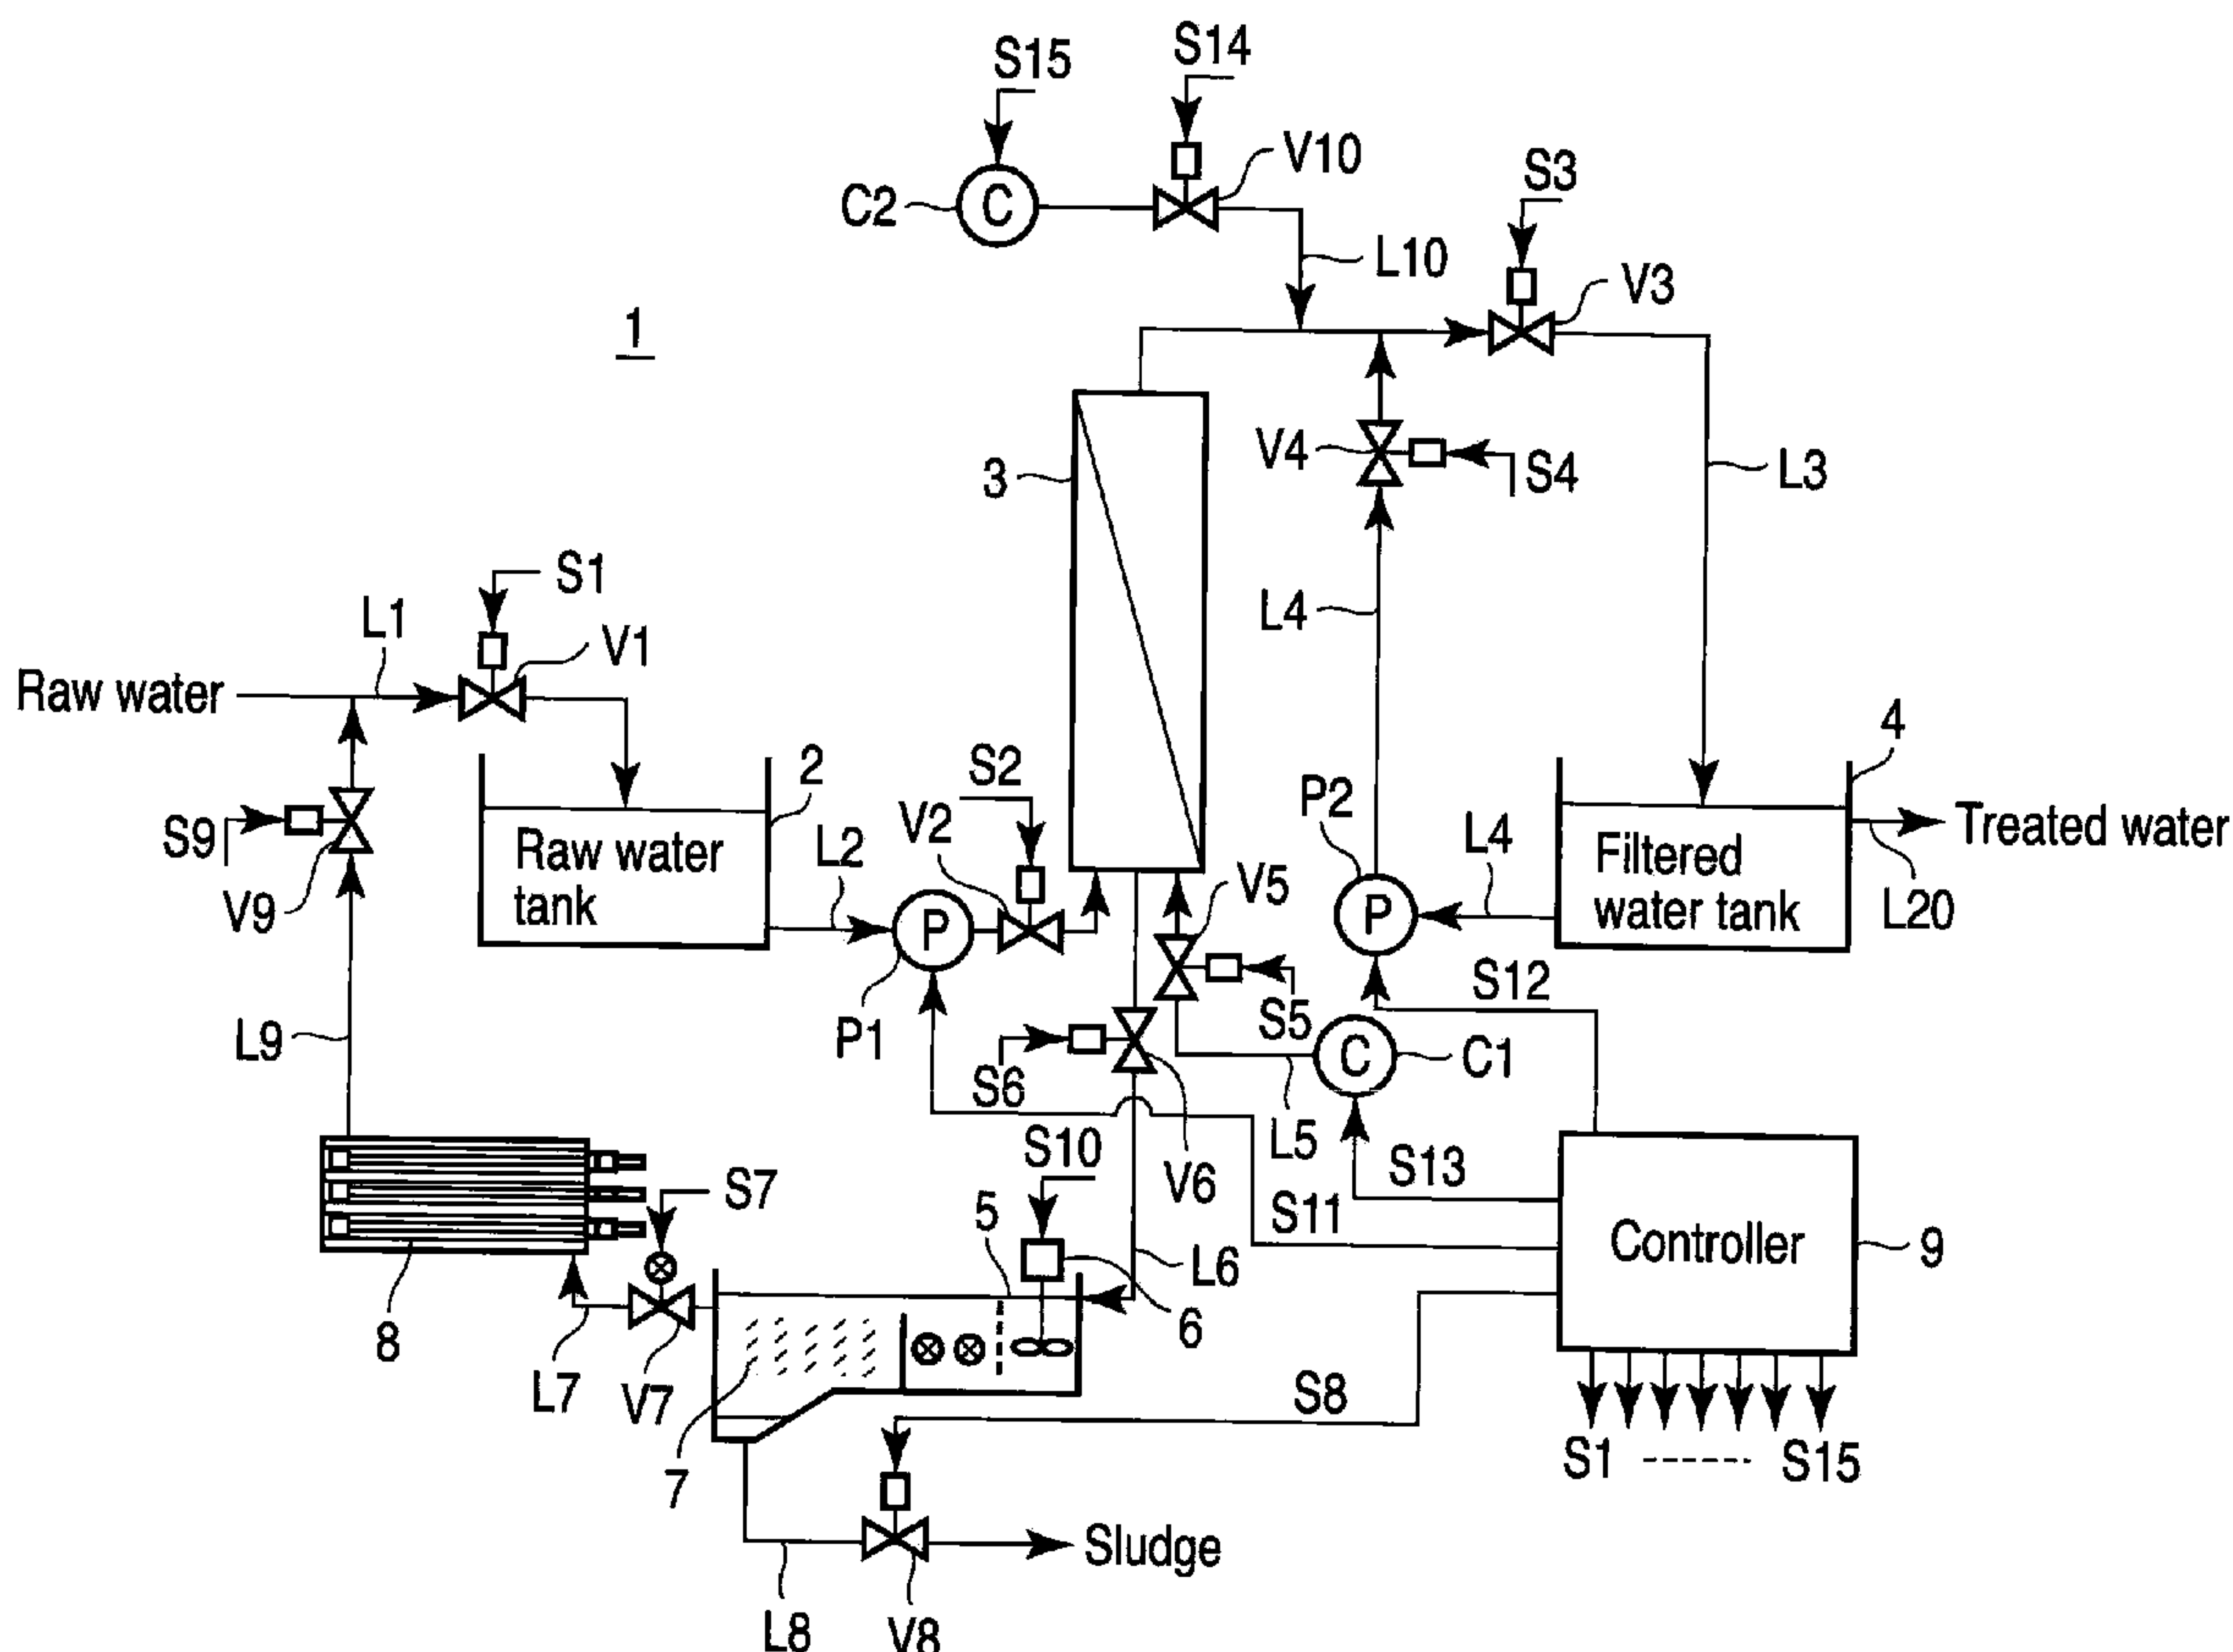 S15
S14
C2
C
V10
S3
L10
V3
1
3
V4
S4
L3
S1
L1
V1
L4
Raw water
2
S2
V2
L2
P2
L4
4
S9
V9
Raw water
tank
P
V5
P
Filtered
water tank
Treated water
L20
P1
S5
S12
L9
S6
C
C1
S10
L5
S13
V6
S7
5
S11
Controller
9
L6
8
6
L7
V7
S8
7
S1 ------ S15
Sludge
L8
V8